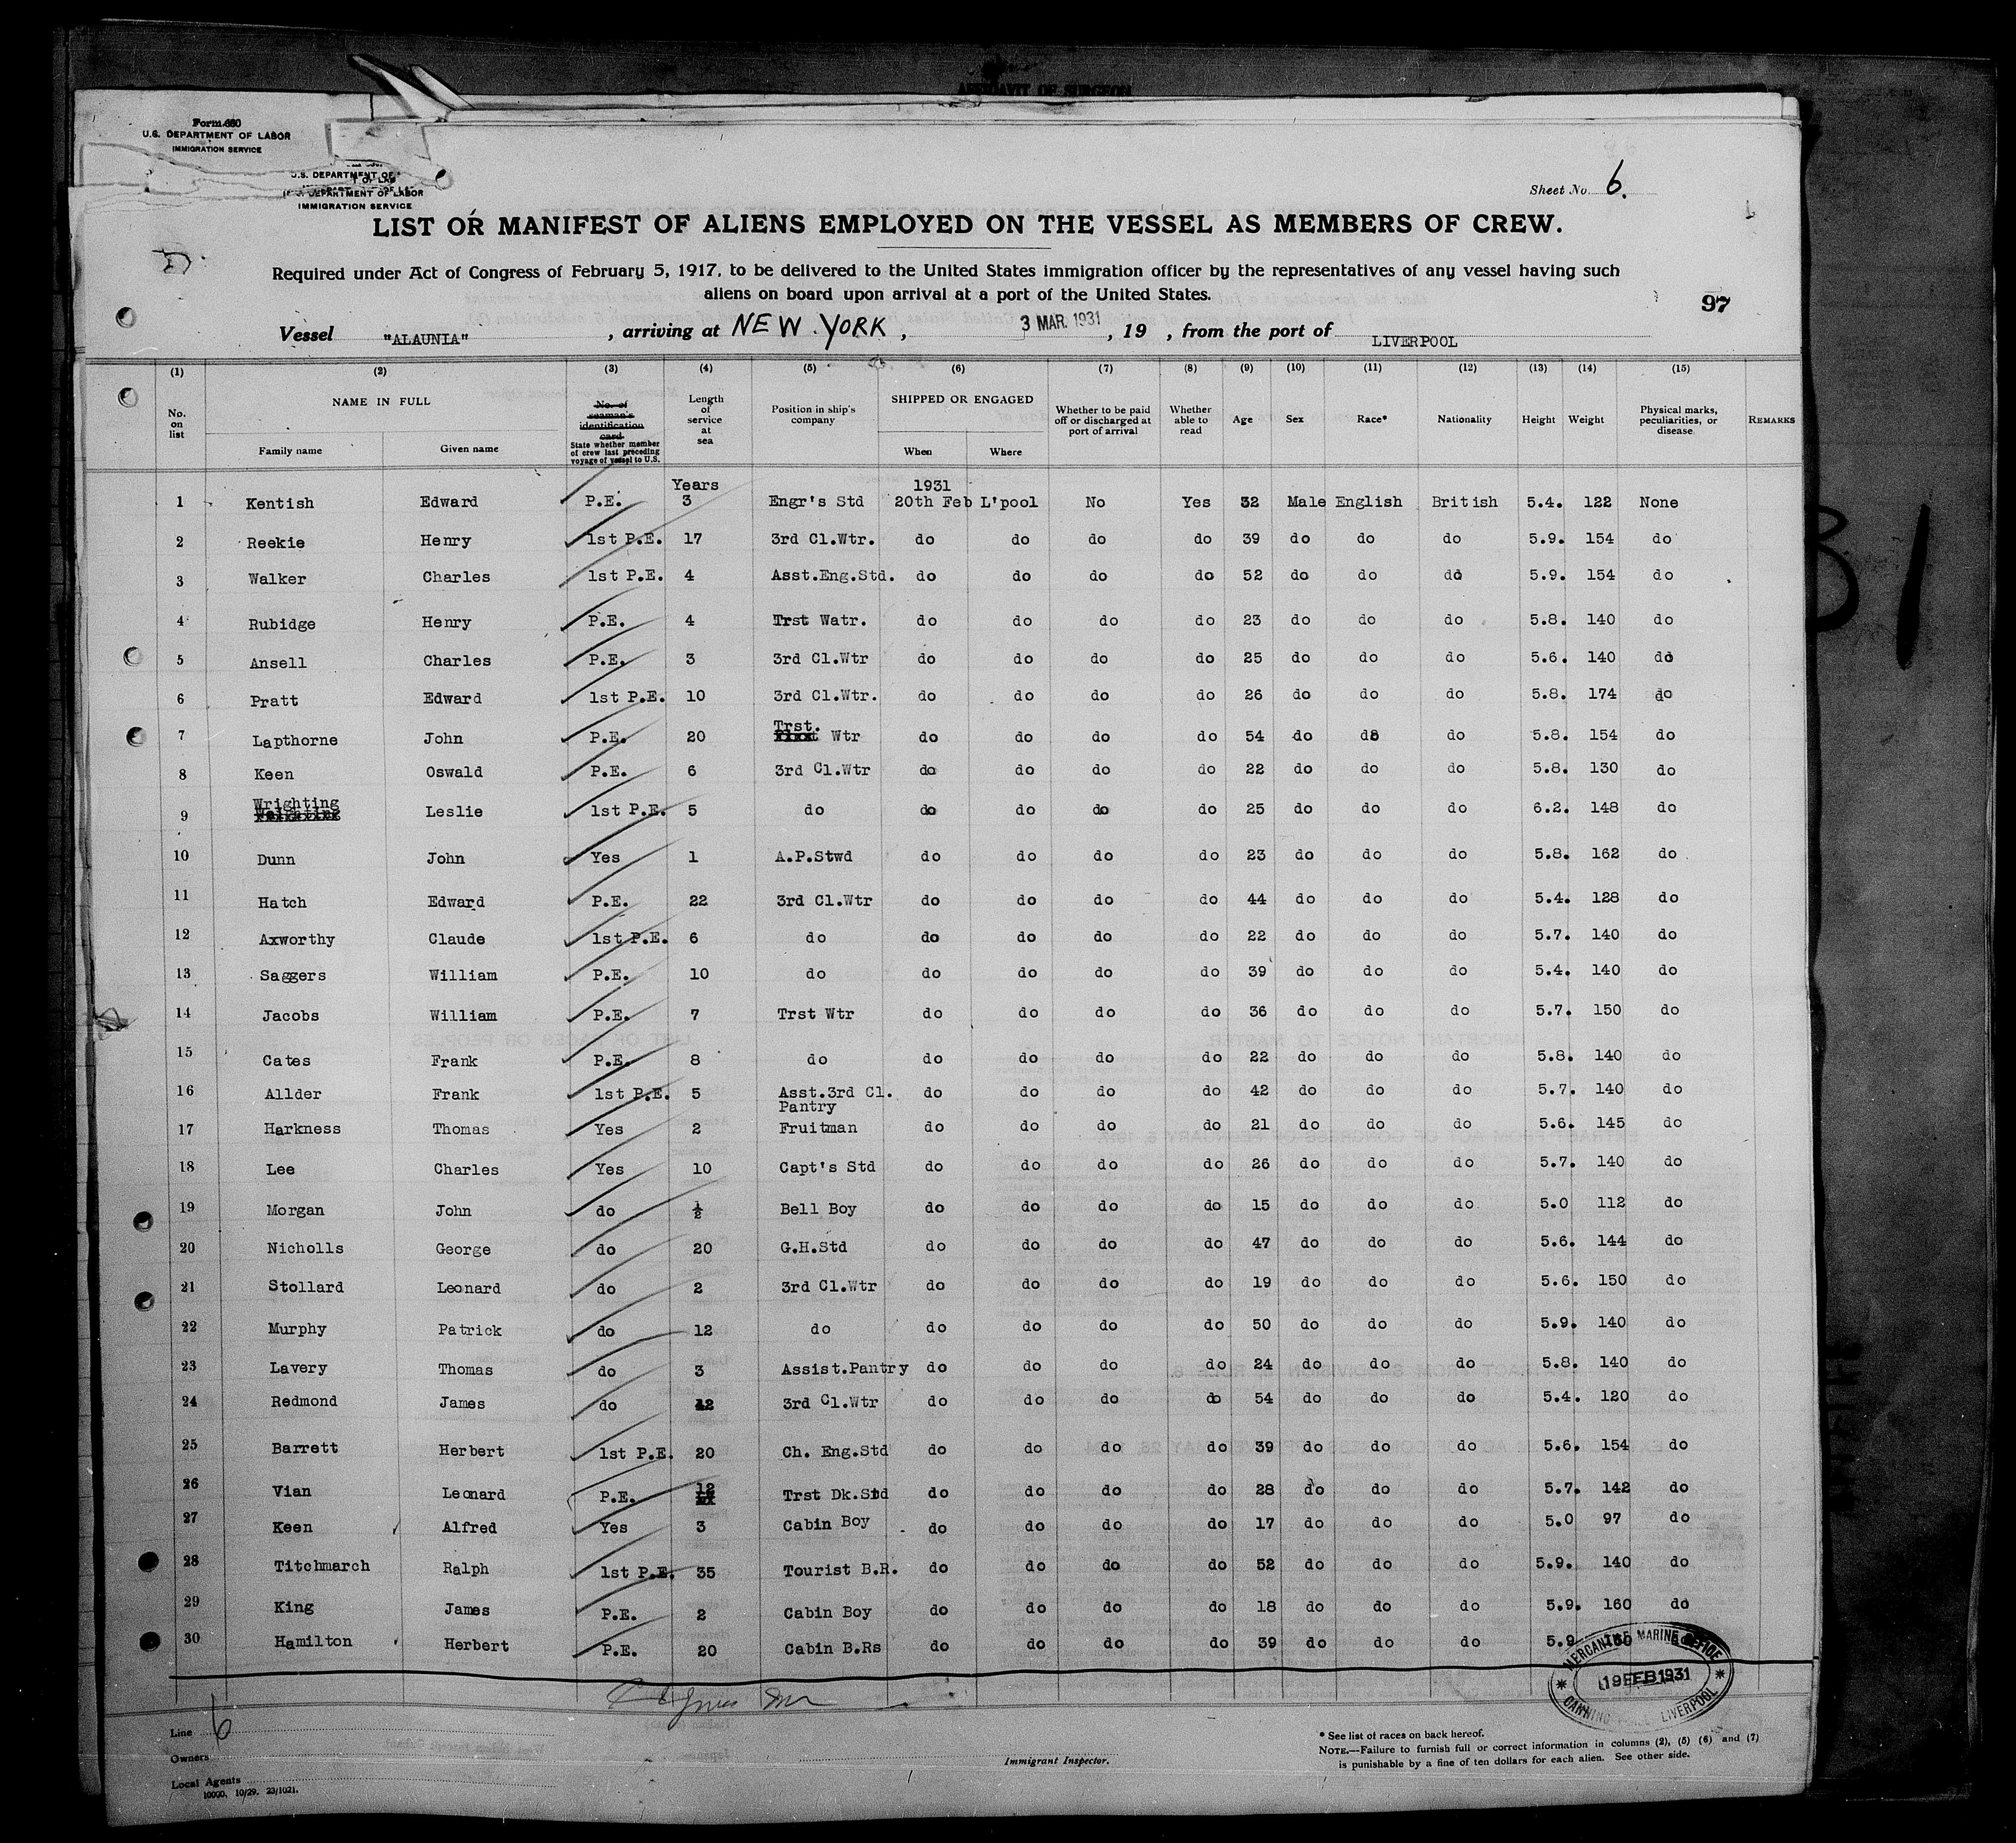 AFFIDAVIT OF SURGEON
Form 680
U.S. DEPARTMENT OF LABOR
IMMIGRATION SERVICE
U.S. DEPARTMENT OF
DEPARTMENT OF LABOR
IMMIGRATION SERVICE
Sheet No. 6.
LIST OR MANIFEST OF ALIENS EMPLOYED ON THE VESSEL AS MEMBERS OF CREW.
Required under Act of Congress of February 5, 1917, to be delivered to the United States immigration officer by the representatives of any vessel having such
aliens on board upon arrival at a port of the United States.
97
Vessel "ALAUNIA", arriving at NEW YORK, 3 MAR. 1931, 19 , from the port of LIVERPOOL
(1) (2) (3) (4) (5) (6) (7) (8) (9) (10) (11) (12) (13) (14) (15)
No. on list NAME IN FULL Family name Given name No. of seaman's identification card State whether member of crew last preceding voyage of vessel to U.S. Length of service at sea Position in ship's company SHIPPED OR ENGAGED When Where Whether to be paid off or discharged at port of arrival Whether able to read Age Sex Race* Nationality Height Weight Physical marks, peculiarities, or disease REMARKS
Years 1931
1 Kentish Edward P.E. 3 Engr's Std 20th Feb L'pool No Yes 32 Male English British 5.4. 122 None
2 Reekie Henry 1st P.E. 17 3rd Cl.Wtr. do do do do 39 do do do 5.9. 154 do
3 Walker Charles 1st P.E. 4 Asst.Eng.Std. do do do do 52 do do do 5.9. 154 do
4 Rubidge Henry P.E. 4 Trst Watr. do do do do 23 do do do 5.8. 140 do
5 Ansell Charles P.E. 3 3rd Cl.Wtr do do do do 25 do do do 5.6. 140 do
6 Pratt Edward 1st P.E. 10 3rd Cl.Wtr. do do do do 26 do do do 5.8. 174 do
7 Lapthorne John P.E. 20 Trst. Wtr do do do do 54 do do do 5.8. 154 do
8 Keen Oswald P.E. 6 3rd Cl.Wtr do do do do 22 do do do 5.8. 130 do
9 Wrighting Leslie 1st P.E. 5 do do do do do 25 do do do 6.2. 148 do
10 Dunn John Yes 1 A.P.Stwd do do do do 23 do do do 5.8. 162 do
11 Hatch Edward P.E. 22 3rd Cl.Wtr do do do do 44 do do do 5.4. 128 do
12 Axworthy Claude 1st P.E. 6 do do do do do 22 do do do 5.7. 140 do
13 Saggers William P.E. 10 do do do do do 39 do do do 5.4. 140 do
14 Jacobs William P.E. 7 Trst Wtr do do do do 36 do do do 5.7. 150 do
15 Cates Frank P.E. 8 do do do do do 22 do do do 5.8. 140 do
16 Allder Frank 1st P.E. 5 Asst.3rd Cl. Pantry do do do do 42 do do do 5.7. 140 do
17 Harkness Thomas Yes 2 Fruitman do do do do 21 do do do 5.6. 145 do
18 Lee Charles Yes 10 Capt's Std do do do do 26 do do do 5.7. 140 do
19 Morgan John do ½ Bell Boy do do do do 15 do do do 5.0 112 do
20 Nicholls George do 20 G.H.Std do do do do 47 do do do 5.6. 144 do
21 Stollard Leonard do 2 3rd Cl.Wtr do do do do 19 do do do 5.6. 150 do
22 Murphy Patrick do 12 do do do do do 50 do do do 5.9. 140 do
23 Lavery Thomas do 3 Assist.Pantry do do do do 24 do do do 5.8. 140 do
24 Redmond James do 12 3rd Cl.Wtr do do do do 54 do do do 5.4. 120 do
25 Barrett Herbert 1st P.E. 20 Ch. Eng.Std do do do do 39 do do do 5.6. 154 do
26 Vian Leonard P.E. 12 Trst Dk.Std do do do do 28 do do do 5.7. 142 do
27 Keen Alfred Yes 3 Cabin Boy do do do do 17 do do do 5.0 97 do
28 Titchmarch Ralph 1st P.E. 35 Tourist B.R. do do do do 52 do do do 5.9. 140 do
29 King James P.E. 2 Cabin Boy do do do do 18 do do do 5.9. 160 do
30 Hamilton Herbert P.E. 20 Cabin B.Rs do do do do 39 do do do 5.9
MERCANTILE MARINE OFFICE
19 FEB 1931
CANNING LIVERPOOL
Line 6
Owners
Local Agents
10000. 10/29. 23/1021.
Immigrant Inspector.
* See list of races on back hereof.
NOTE.—Failure to furnish full or correct information in columns (2), (5) (6) and (7)
is punishable by a fine of ten dollars for each alien. See other side.